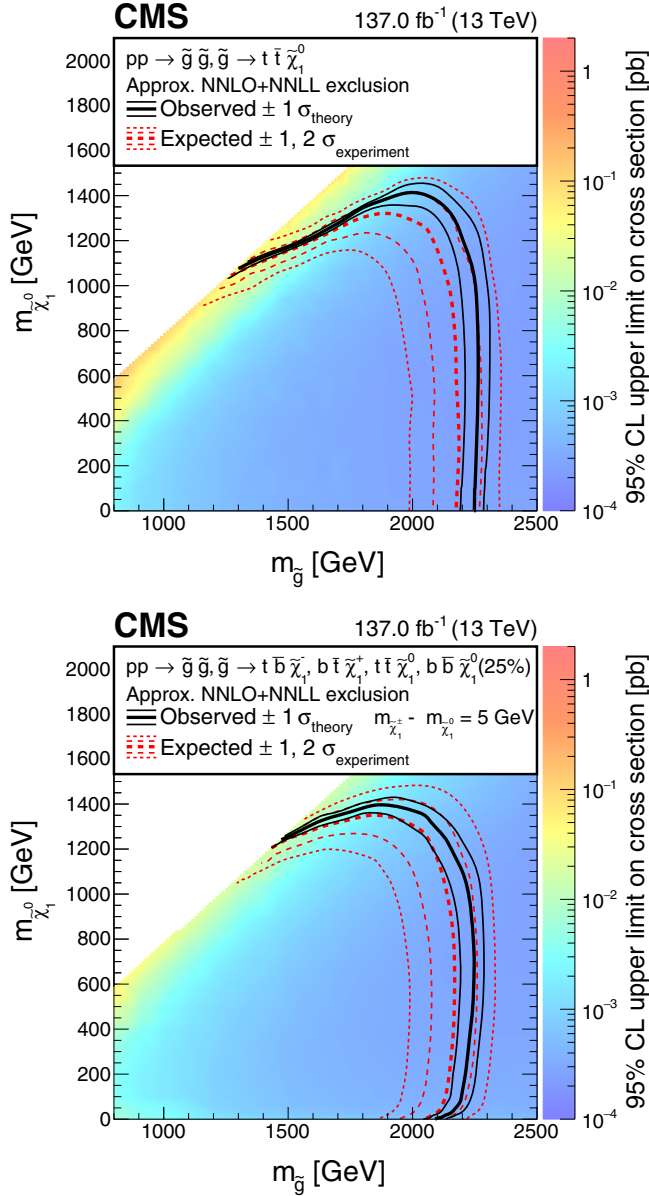 CMS 137.0 fb⁻¹ (13 TeV)
pp → g̃ g̃, g̃ → t t̄ χ̃⁰₁
Approx. NNLO+NNLL exclusion
Observed ± 1 σ_theory
Expected ± 1, 2 σ_experiment
2000
1800
1600
1400
1200
1000
800
600
400
200
0
m_χ̃⁰₁ [GeV]
1000 1500 2000 2500
m_g̃ [GeV]
1
10⁻¹
10⁻²
10⁻³
10⁻⁴
95% CL upper limit on cross section [pb]
CMS 137.0 fb⁻¹ (13 TeV)
pp → g̃ g̃, g̃ → t b̄ χ̃⁻₁, b t̄ χ̃⁺₁, t t̄ χ̃⁰₁, b b̄ χ̃⁰₁(25%)
Approx. NNLO+NNLL exclusion
Observed ± 1 σ_theory m_χ̃±₁ - m_χ̃⁰₁ = 5 GeV
Expected ± 1, 2 σ_experiment
2000
1800
1600
1400
1200
1000
800
600
400
200
0
m_χ̃⁰₁ [GeV]
1000 1500 2000 2500
m_g̃ [GeV]
1
10⁻¹
10⁻²
10⁻³
10⁻⁴
95% CL upper limit on cross section [pb]